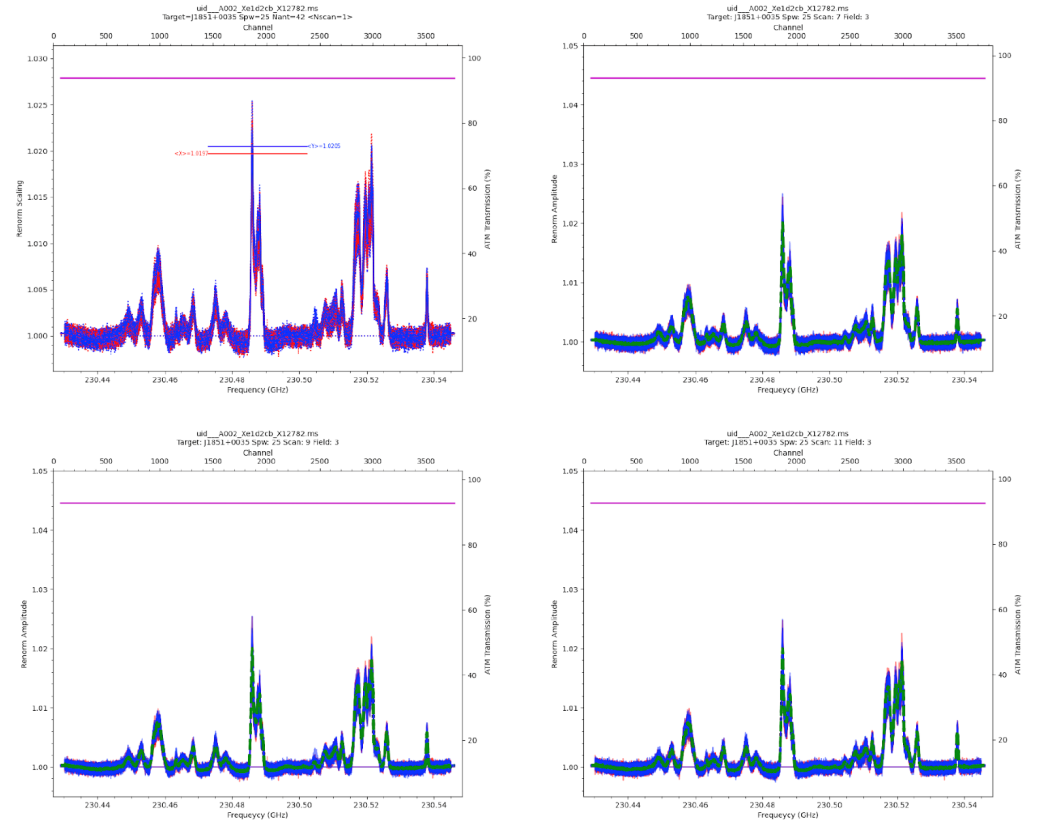 uid___A002_Xe1d2cb_X12782.ms
Target=J1851+0035 Spw=25 Nant=42 <Nscan=1>
Channel
0 500 1000 1500 2000 2500 3000 3500
1.030 100
1.025
80
<Y>=1.0205
1.020 <X>=1.0197
60
1.015
Renorm Scaling
ATM Transmission (%)
1.010 40
1.005
20
1.000
230.44 230.46 230.48 230.50 230.52 230.54
Frequency (GHz)
uid___A002_Xe1d2cb_X12782.ms
Target: J1851+0035 Spw: 25 Scan: 7 Field: 3
Channel
0 500 1000 1500 2000 2500 3000 3500
1.05
100
1.04
80
1.03
60
Renorm Amplitude
ATM Transmission (%)
1.02
40
1.01
20
1.00
230.44 230.46 230.48 230.50 230.52 230.54
Frequeycy (GHz)
uid___A002_Xe1d2cb_X12782.ms
Target: J1851+0035 Spw: 25 Scan: 9 Field: 3
Channel
0 500 1000 1500 2000 2500 3000 3500
1.05
100
1.04
80
1.03
60
Renorm Amplitude
ATM Transmission (%)
1.02
40
1.01
20
1.00
230.44 230.46 230.48 230.50 230.52 230.54
Frequeycy (GHz)
uid___A002_Xe1d2cb_X12782.ms
Target: J1851+0035 Spw: 25 Scan: 11 Field: 3
Channel
0 500 1000 1500 2000 2500 3000 3500
1.05
100
1.04
80
1.03
60
Renorm Amplitude
ATM Transmission (%)
1.02
40
1.01
20
1.00
230.44 230.46 230.48 230.50 230.52 230.54
Frequeycy (GHz)